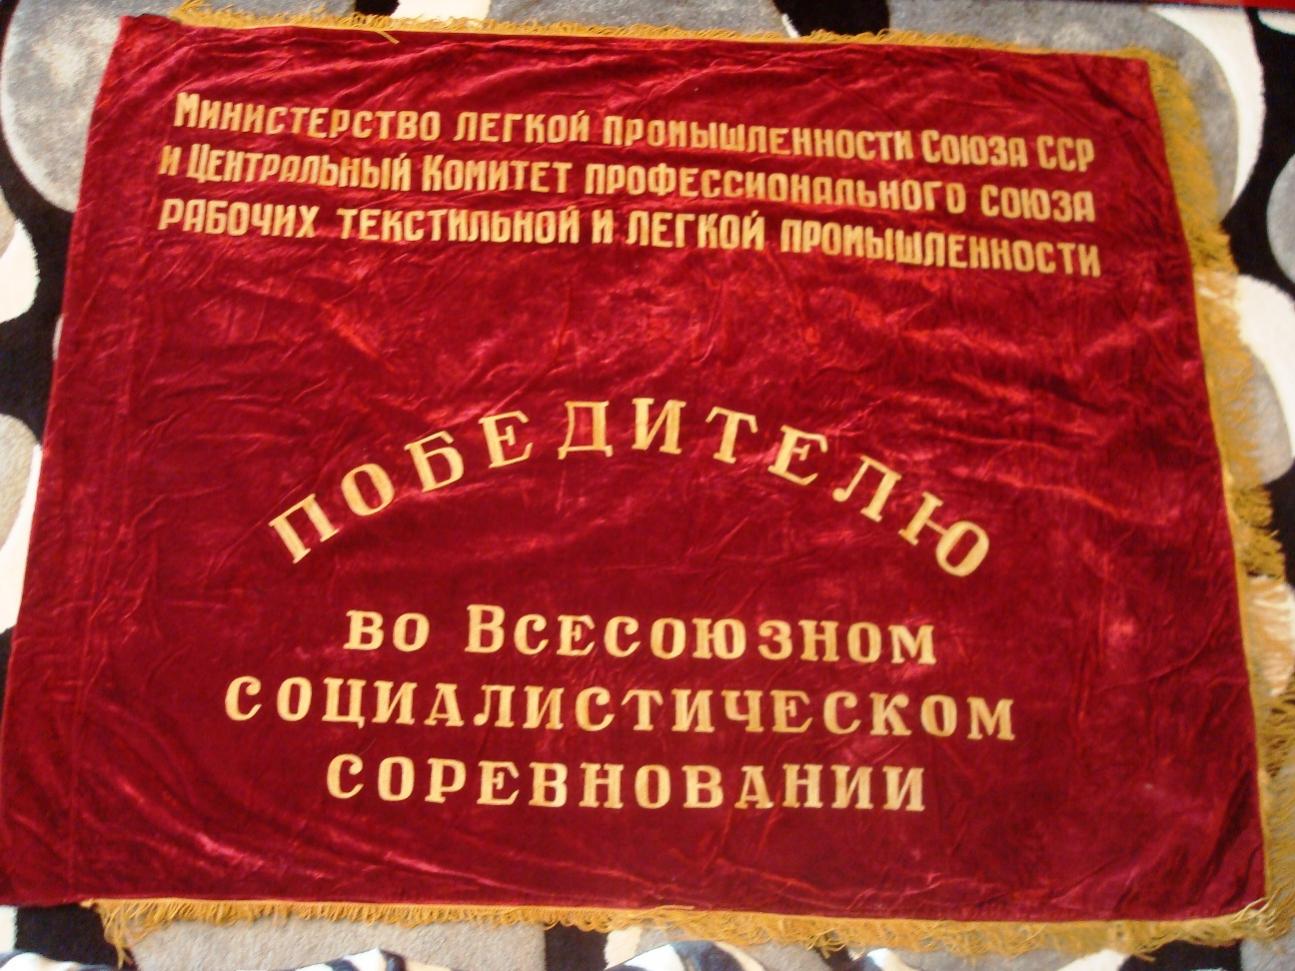 Министерство легкой промышленности Союза ССР
и Центральный Комитет профессионального союза
рабочих текстильной и легкой промышленности
ПОБЕДИТЕЛЮ
во Всесоюзном
социалистическом
соревновании